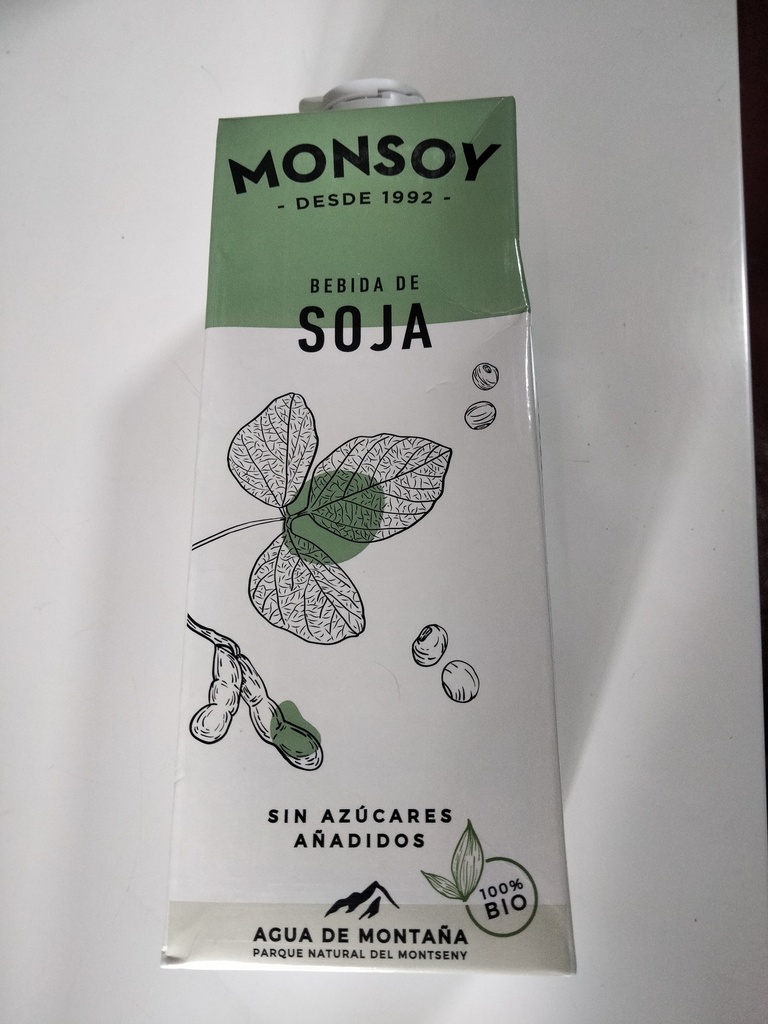 MONSOY
- DESDE 1992 -
BEBIDA DE
SOJA
SIN AZÚCARES
AÑADIDOS
100%
BIO
AGUA DE MONTAÑA
PARQUE NATURAL DEL MONTSENY